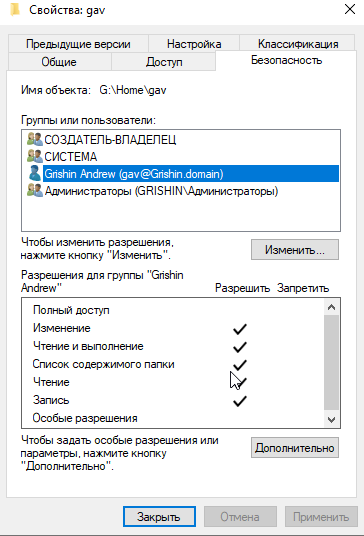 Свойства: gav
Предыдущие версии
Настройка
Классификация
Общие
Доступ
Безопасность
Имя объекта: G:\Home\gav
Группы или пользователи:
СОЗДАТЕЛЬ-ВЛАДЕЛЕЦ
СИСТЕМА
Grishin Andrew (gav@Grishin.domain)
Администраторы (GRISHIN\Администраторы)
Чтобы изменить разрешения,
нажмите кнопку "Изменить".
Изменить...
Разрешения для группы "Grishin
Andrew"
Разрешить
Запретить
Полный доступ
Изменение
Чтение и выполнение
Список содержимого папки
Чтение
Запись
Особые разрешения
Чтобы задать особые разрешения или
параметры, нажмите кнопку
"Дополнительно".
Дополнительно
Закрыть
Отмена
Применить